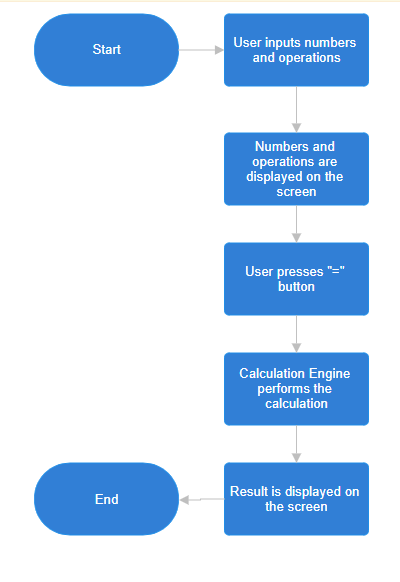 Start
User inputs numbers
and operations
Numbers and
operations are
displayed on the
screen
User presses "="
button
Calculation Engine
performs the
calculation
Result is displayed on
the screen
End